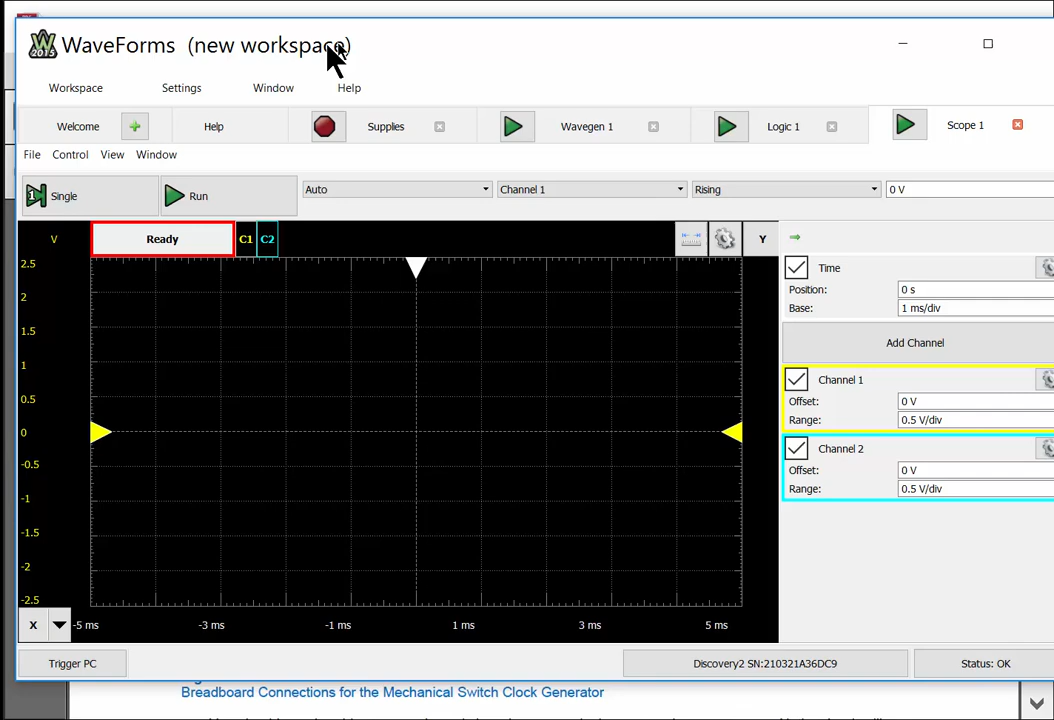 W
2015
WaveForms (new workspace)
Workspace Settings Window Help
Welcome Help Supplies Wavegen 1 Logic 1 Scope 1
File Control View Window
1 Single Run Auto Channel 1 Rising 0 V
V Ready C1 C2 Y
2.5
2
1.5
1
0.5
0
-0.5
-1
-1.5
-2
-2.5
X -5 ms -3 ms -1 ms 1 ms 3 ms 5 ms
Time
Position: 0 s
Base: 1 ms/div
Add Channel
Channel 1
Offset: 0 V
Range: 0.5 V/div
Channel 2
Offset: 0 V
Range: 0.5 V/div
Trigger PC Discovery2 SN:210321A36DC9 Status: OK
Breadboard Connections for the Mechanical Switch Clock Generator